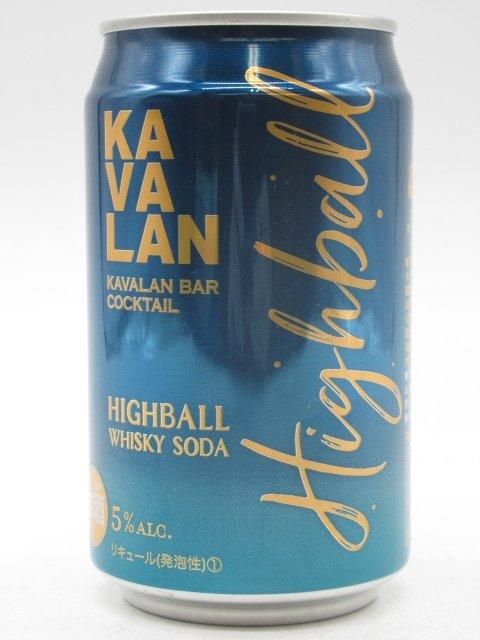 KA
VA
LAN
KAVALAN BAR
COCKTAIL
Highball
HIGHBALL
WHISKY SODA
5% ALC.
リキュール(発泡性)①
酒